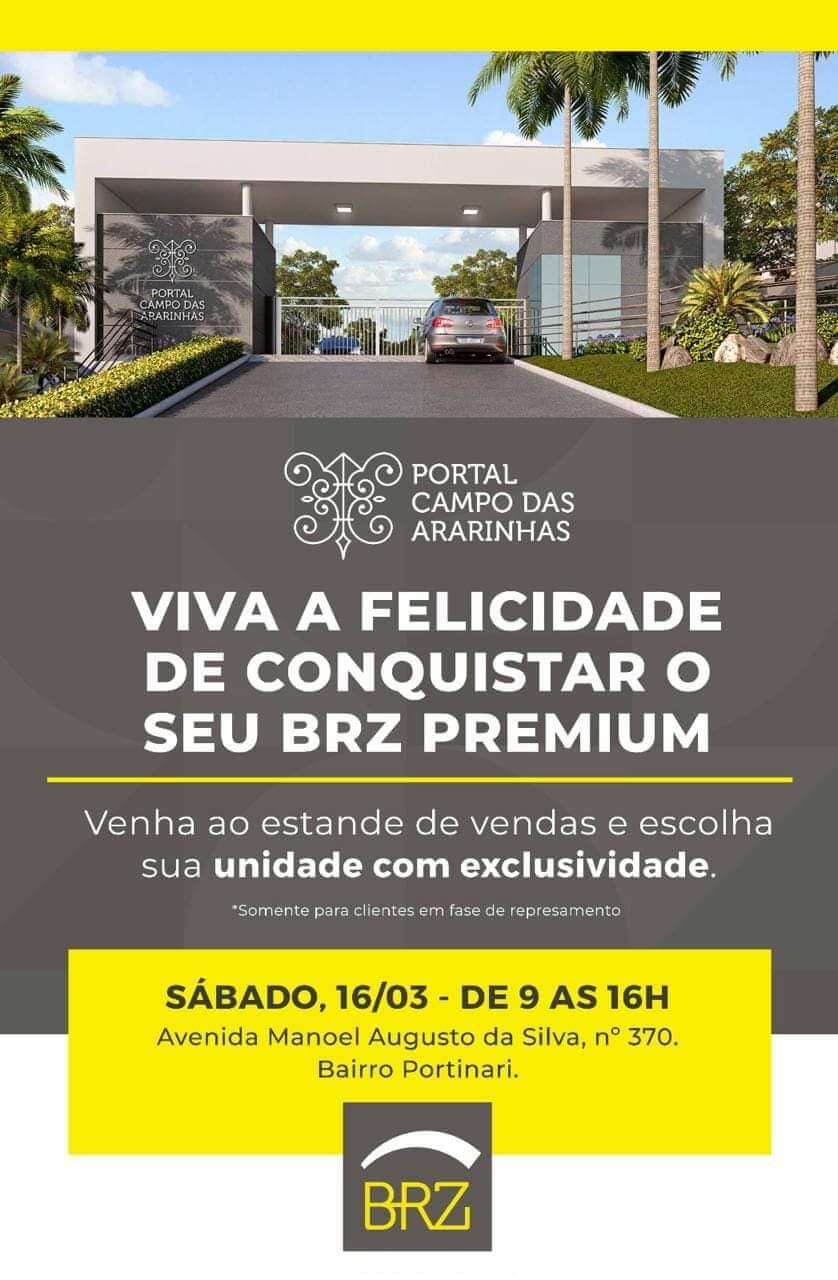 PORTAL
CAMPO DAS
ARARINHAS
PORTAL
CAMPO DAS
ARARINHAS
VIVA A FELICIDADE
DE CONQUISTAR O
SEU BRZ PREMIUM
Venha ao estande de vendas e escolha
sua unidade com exclusividade.
*Somente para clientes em fase de represamento
SÁBADO, 16/03 - DE 9 AS 16H
Avenida Manoel Augusto da Silva, nº 370.
Bairro Portinari.
BRZ